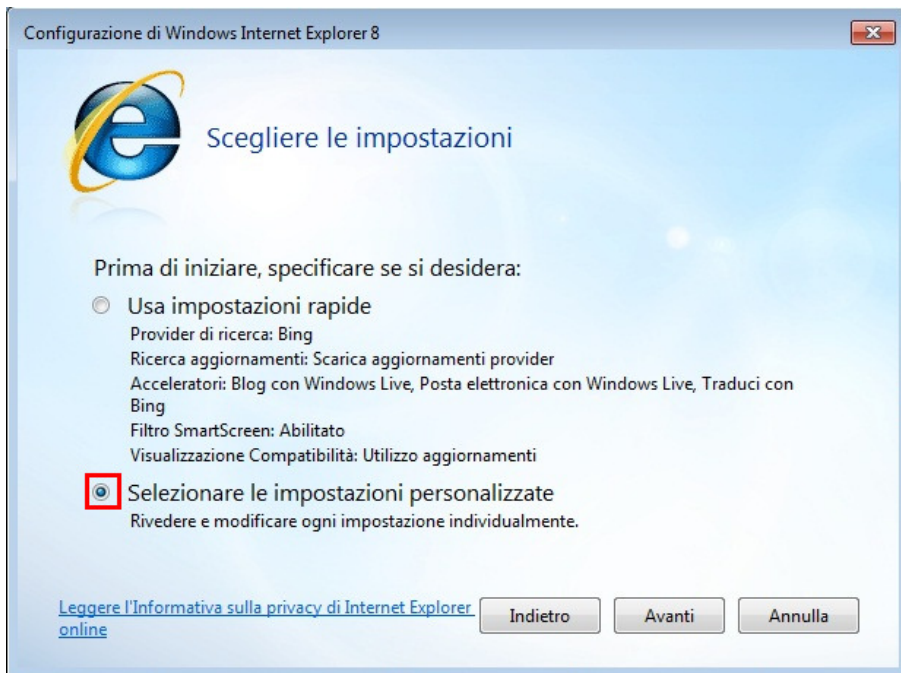 Configurazione di Windows Internet Explorer 8
Scegliere le impostazioni
Prima di iniziare, specificare se si desidera:
Usa impostazioni rapide
Provider di ricerca: Bing
Ricerca aggiornamenti: Scarica aggiornamenti provider
Acceleratori: Blog con Windows Live, Posta elettronica con Windows Live, Traduci con
Bing
Filtro SmartScreen: Abilitato
Visualizzazione Compatibilità: Utilizzo aggiornamenti
Selezionare le impostazioni personalizzate
Rivedere e modificare ogni impostazione individualmente.
Leggere l'Informativa sulla privacy di Internet Explorer
online
Indietro
Avanti
Annulla